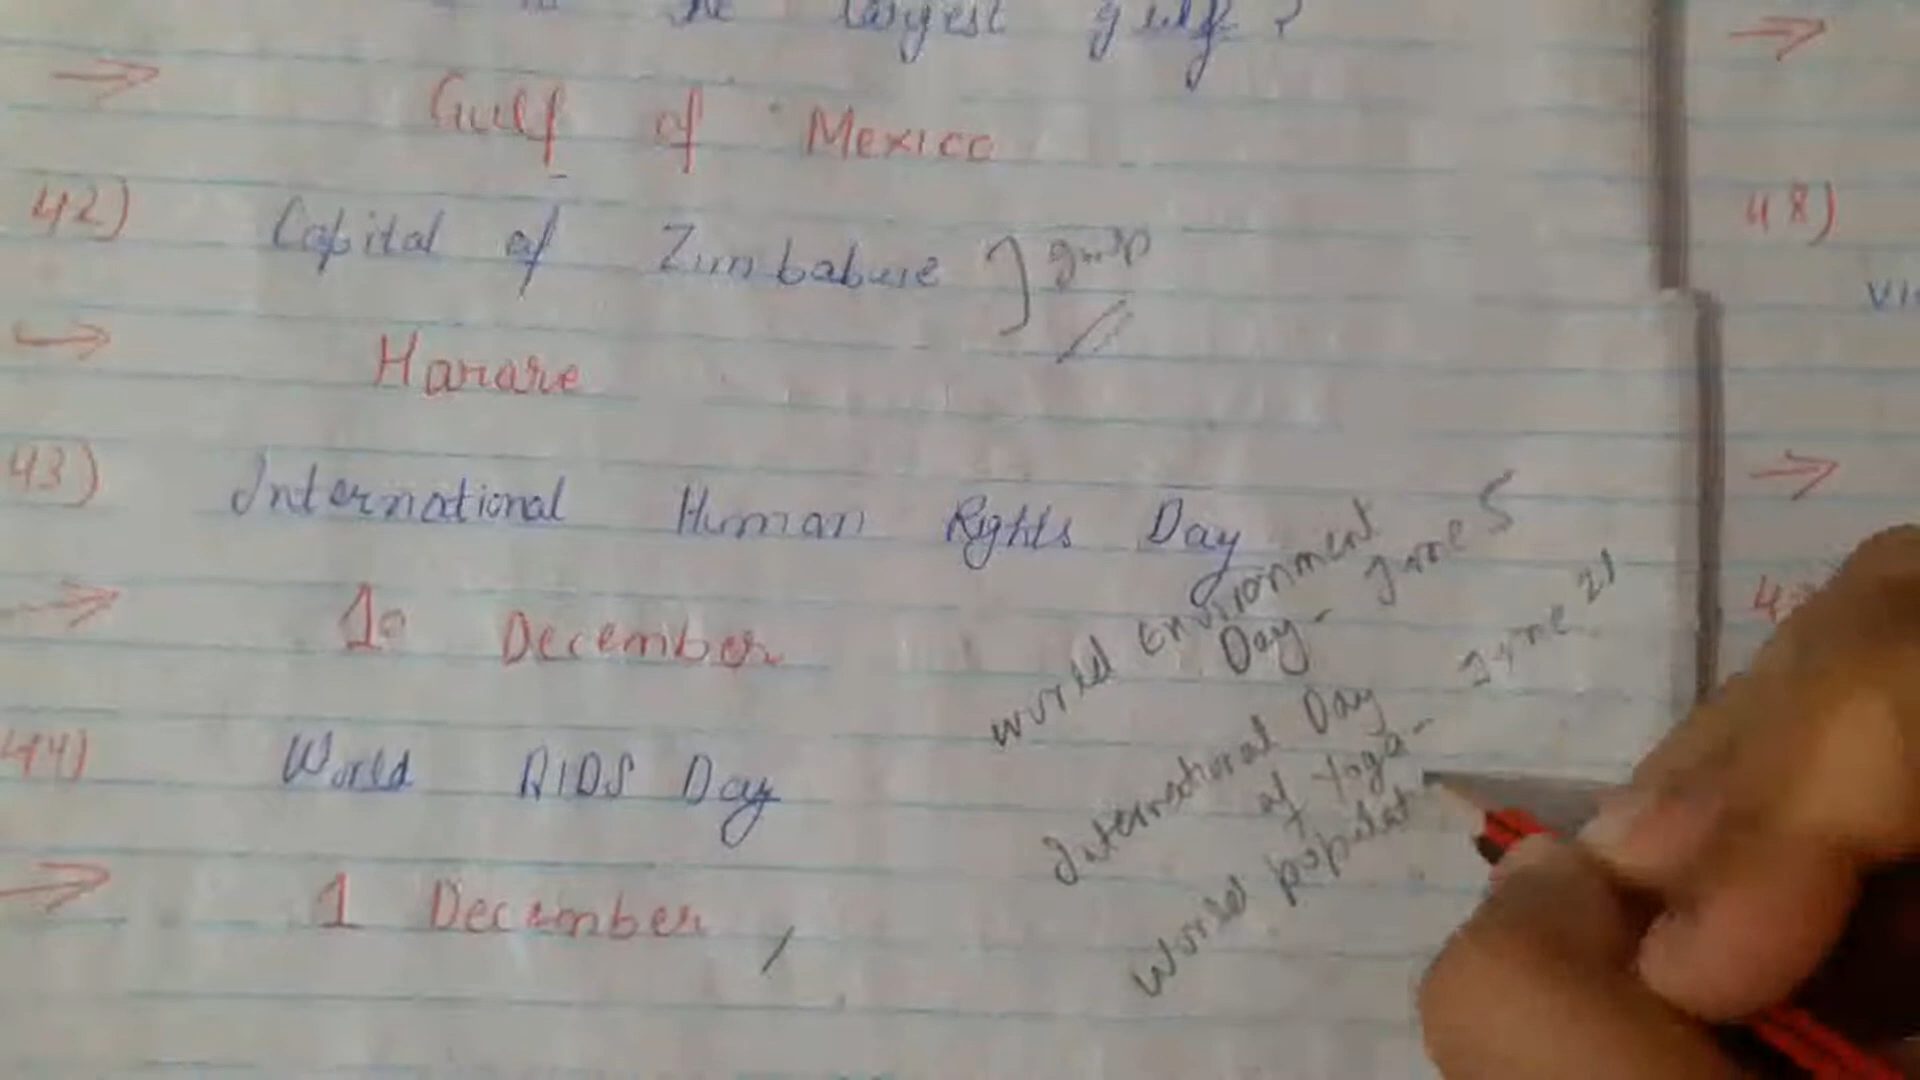 the largest gulf?
Gulf of Mexico
42) Capital of Zimbabwe
Harare
43) International Human Rights Day
10 December
44) World AIDS Day
1 December
World Environment
Day - June 5
International Day
of Yoga - June 21
World populat
48)